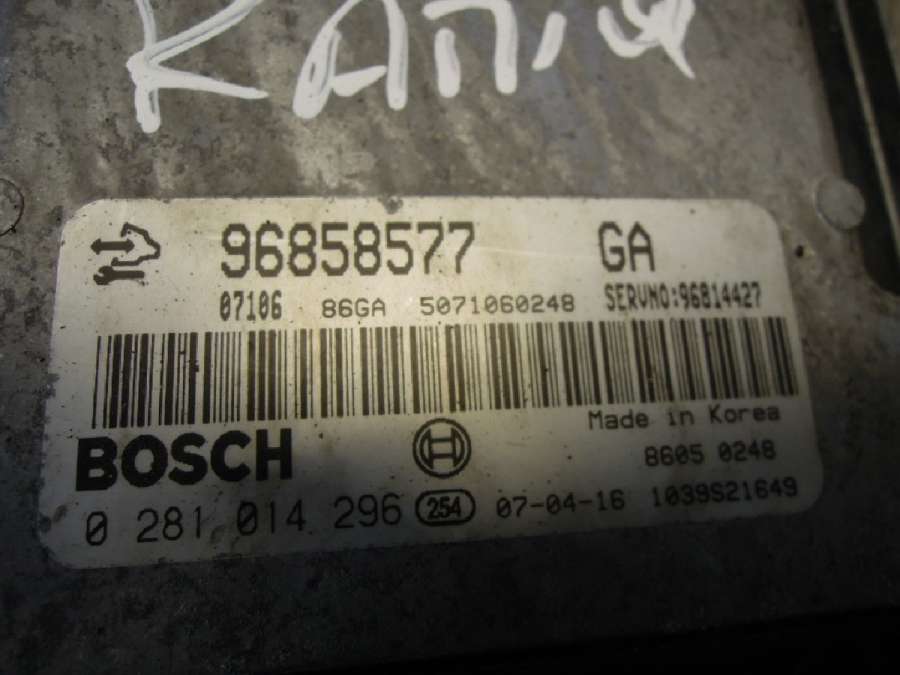 КАПЦ
96858577 GA
07106 86GA 5071060248 SERVNO:96814427
Made in Korea
BOSCH
8605 0248
0 281 014 296 254 07-04-16 1039S21649